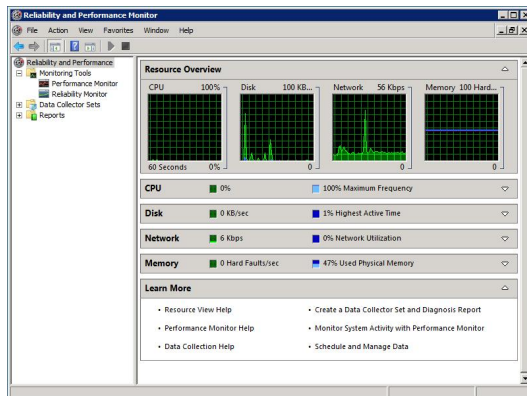 Reliability and Performance Monitor
File Action View Favorites Window Help
Reliability and Performance
Monitoring Tools
Performance Monitor
Reliability Monitor
Data Collector Sets
Reports
Resource Overview
CPU 100% Disk 100 KB... Network 56 Kbps Memory 100 Hard...
60 Seconds 0% 0 0 0
CPU 0% 100% Maximum Frequency
Disk 0 KB/sec 1% Highest Active Time
Network 6 Kbps 0% Network Utilization
Memory 0 Hard Faults/sec 47% Used Physical Memory
Learn More
• Resource View Help • Create a Data Collector Set and Diagnosis Report
• Performance Monitor Help • Monitor System Activity with Performance Monitor
• Data Collection Help • Schedule and Manage Data